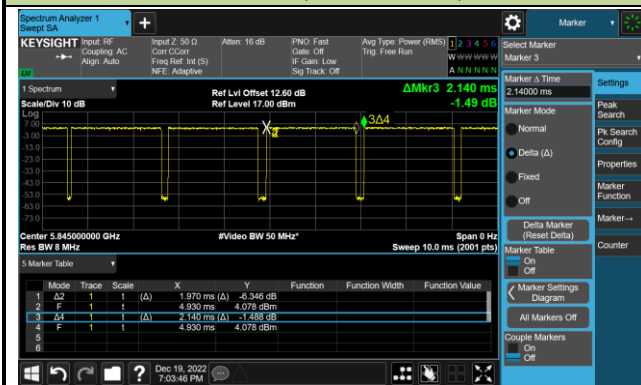 Spectrum Analyzer 1
Swept SA
+
Marker
KEYSIGHT
Input: RF
Coupling: AC
Align: Auto
Input Z: 50 Ω
Corr CCorr
Freq Ref: Int (S)
NFE: Adaptive
Atten: 16 dB
PNO: Fast
Gate: Off
IF Gain: Low
Sig Track: Off
Avg Type: Power (RMS)
Trig: Free Run
1 2 3 4 5 6
W W W W W W
A N N N N N
LXI
Select Marker
Marker 3
1 Spectrum
Scale/Div 10 dB
Ref Lvl Offset 12.60 dB
Ref Level 17.00 dBm
ΔMkr3 2.140 ms
-1.49 dB
Log
7.00
-3.00
-13.0
-23.0
-33.0
-43.0
-53.0
-63.0
-73.0
3Δ4
Center 5.845000000 GHz
Res BW 8 MHz
#Video BW 50 MHz*
Span 0 Hz
Sweep 10.0 ms (2001 pts)
5 Marker Table
Mode Trace Scale X Y Function Function Width Function Value
1 Δ2 1 t (Δ) 1.970 ms (Δ) -6.346 dB
2 F 1 t 4.930 ms 4.078 dBm
3 Δ4 1 t (Δ) 2.140 ms (Δ) -1.488 dB
4 F 1 t 4.930 ms 4.078 dBm
5
6
Marker Δ Time
2.14000 ms
Marker Mode
Normal
Delta (Δ)
Fixed
Off
Delta Marker
(Reset Delta)
Marker Table
On
Off
Marker Settings
Diagram
All Markers Off
Couple Markers
On
Off
Settings
Peak
Search
Pk Search
Config
Properties
Marker
Function
Marker→
Counter
?
Dec 19, 2022
7:03:46 PM